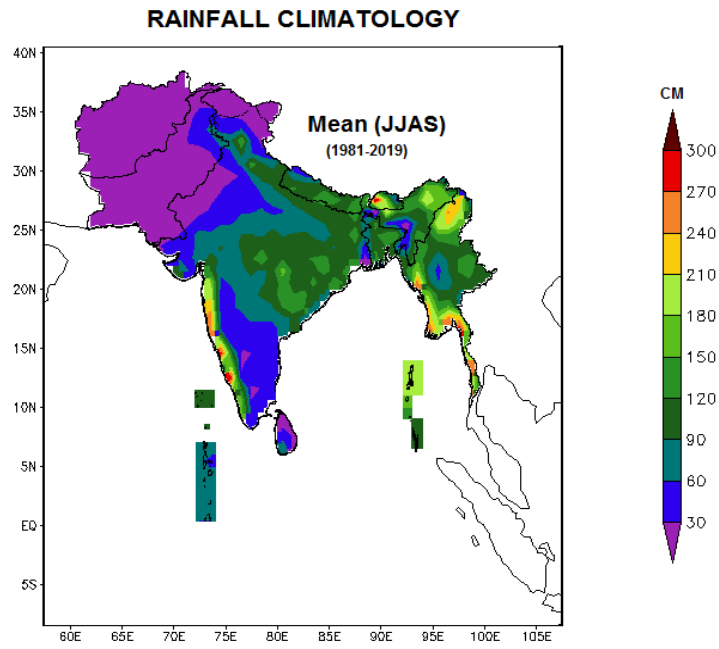 RAINFALL CLIMATOLOGY
40N
35N
30N
25N
20N
15N
10N
5N
EQ
5S
60E 65E 70E 75E 80E 85E 90E 95E 100E 105E
Mean (JJAS)
(1981-2019)
CM
300
270
240
210
180
150
120
90
60
30